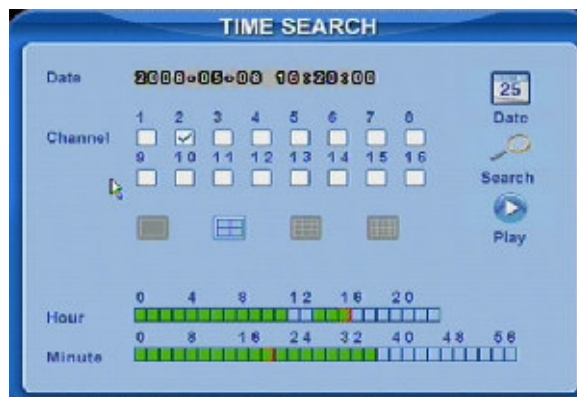 TIME SEARCH
Date 2008-05-08 16:20:00
25
Date
Channel
1 2 3 4 5 6 7 8
9 10 11 12 13 14 15 16
Search
Play
0 4 8 12 16 20
Hour
0 8 16 24 32 40 48 56
Minute